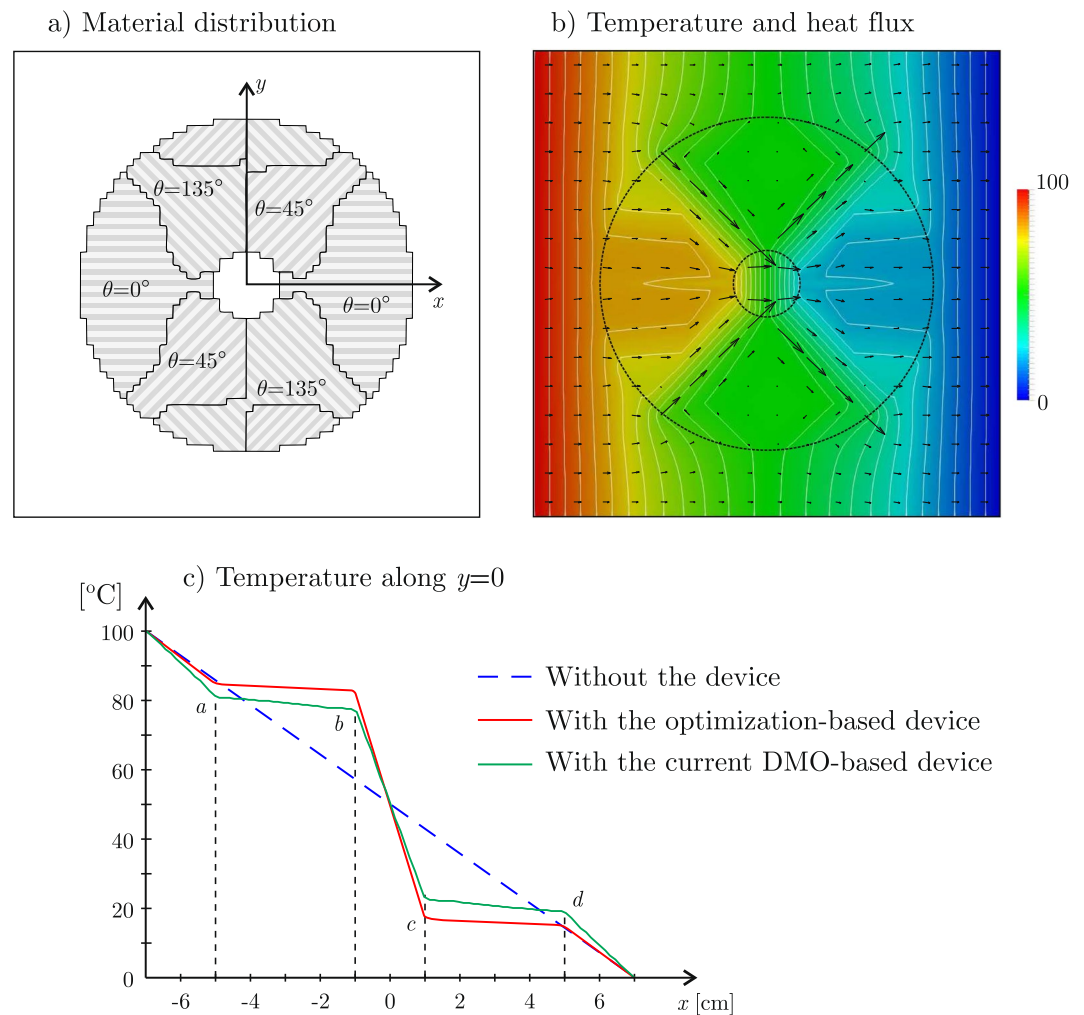 a) Material distribution
b) Temperature and heat flux
y
θ=135°
θ=45°
θ=0°
θ=0°
x
θ=45°
θ=135°
100
0
c) Temperature along y=0
[°C]
100
80
60
40
20
0
a
b
c
d
Without the device
With the optimization-based device
With the current DMO-based device
-6
-4
-2
0
2
4
6
x [cm]